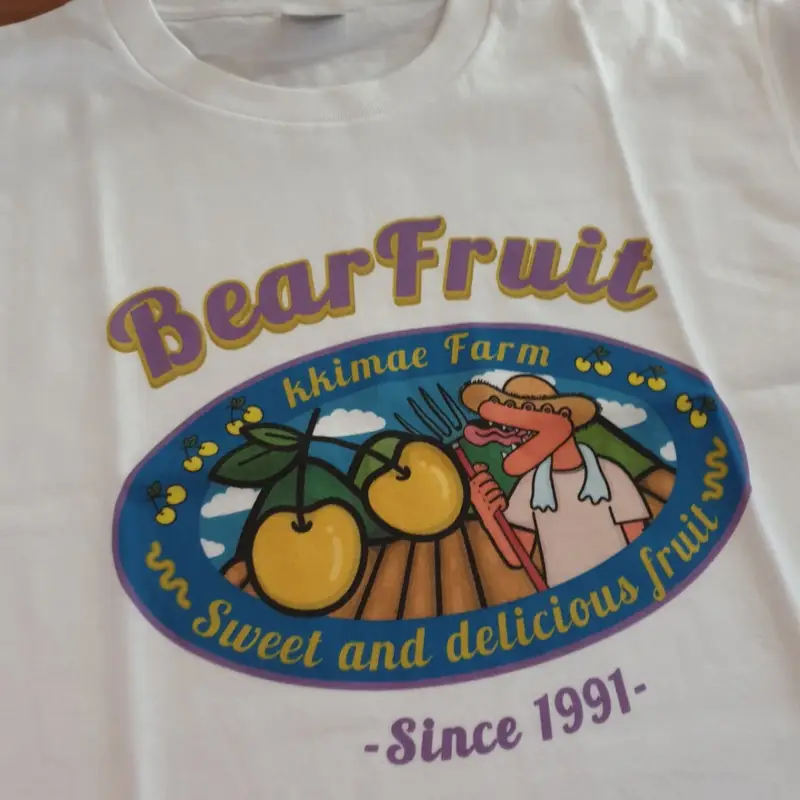 BearFruit
kkimae Farm
Sweet and delicious fruit
-Since 1991-